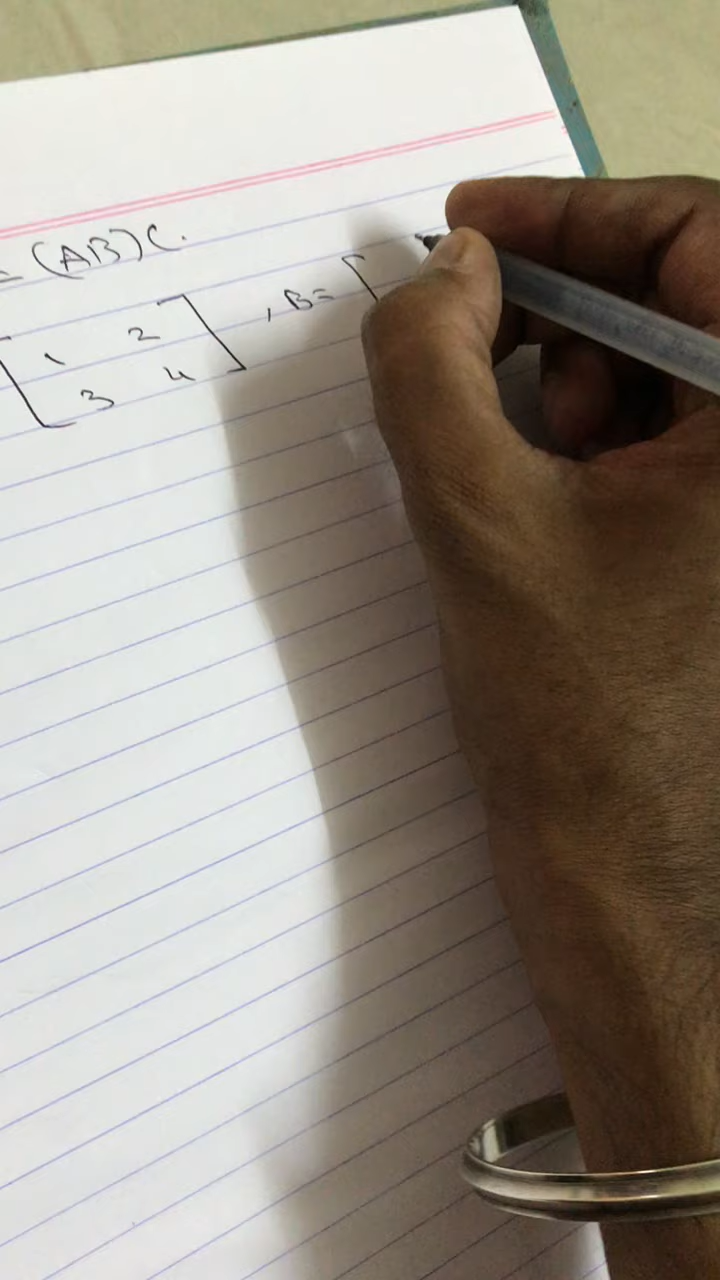 = (AB)C.
[ 1 2 ] , B= [
3 4